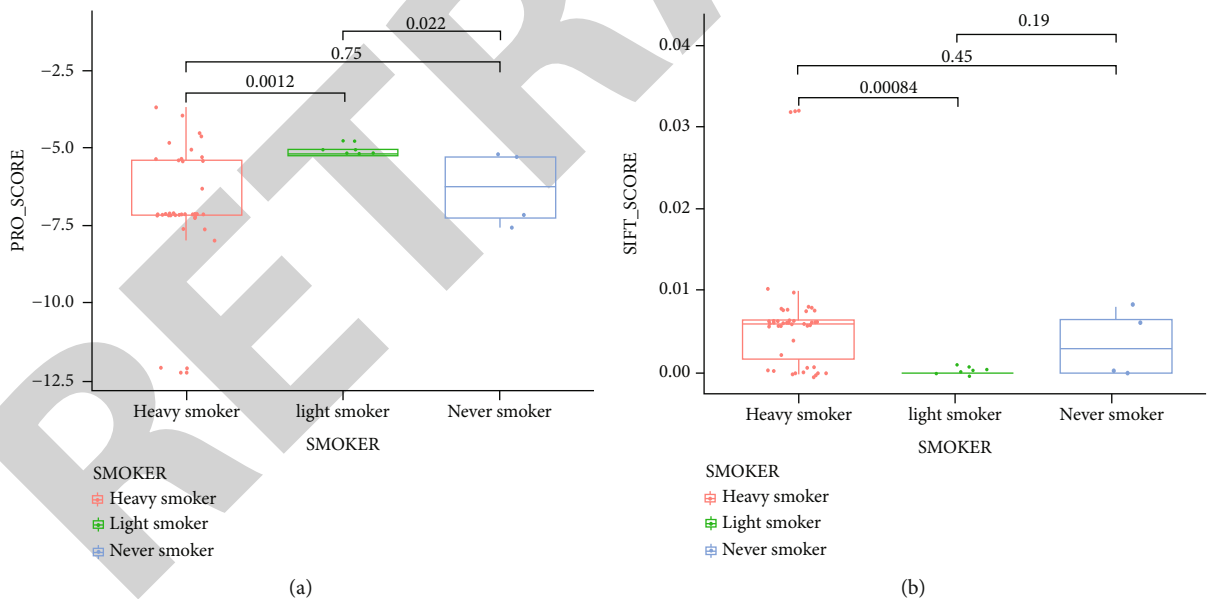 0.022
0.75
0.0012
−2.5
−5.0
−7.5
−10.0
−12.5
PRO_SCORE
Heavy smoker
light smoker
Never smoker
SMOKER
SMOKER
Heavy smoker
Light smoker
Never smoker
(a)
0.19
0.45
0.00084
0.04
0.03
0.02
0.01
0.00
SIFT_SCORE
Heavy smoker
light smoker
Never smoker
SMOKER
SMOKER
Heavy smoker
Light smoker
Never smoker
(b)
RETRA